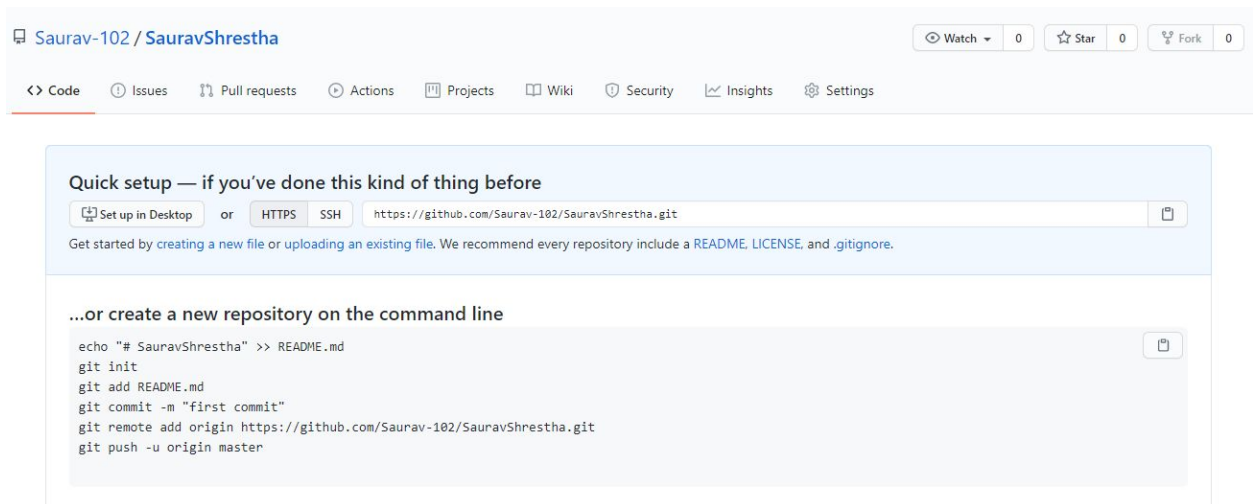 Saurav-102 / SauravShrestha
Watch 0 Star 0 Fork 0
<> Code Issues Pull requests Actions Projects Wiki Security Insights Settings
Quick setup — if you’ve done this kind of thing before
Set up in Desktop or HTTPS SSH https://github.com/Saurav-102/SauravShrestha.git
Get started by creating a new file or uploading an existing file. We recommend every repository include a README, LICENSE, and .gitignore.
…or create a new repository on the command line
echo "# SauravShrestha" >> README.md
git init
git add README.md
git commit -m "first commit"
git remote add origin https://github.com/Saurav-102/SauravShrestha.git
git push -u origin master